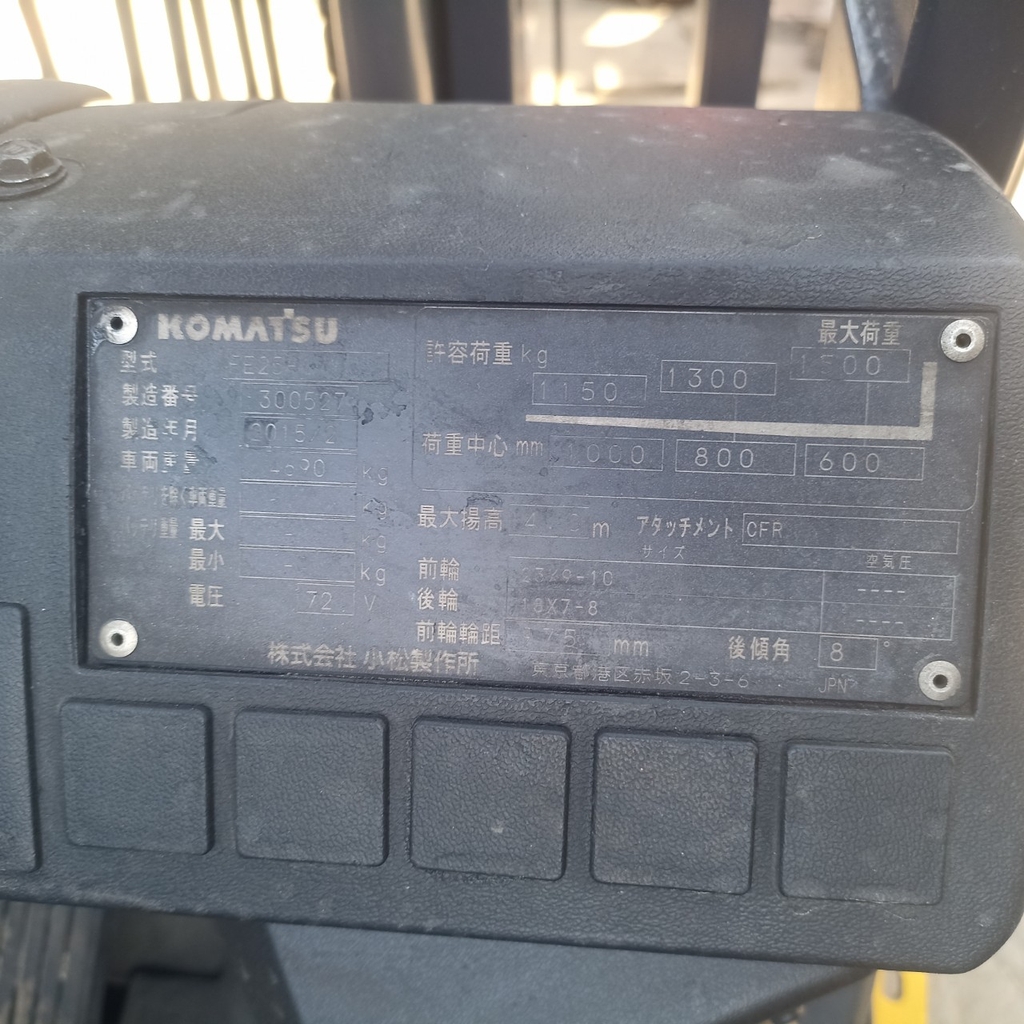 KOMATSU
型式
製造番号 300527
製造年月
車両重量 kg
kg
重量 最大 - kg
最小 - kg
電圧 72 V
許容荷重 kg 1150 1300
最大荷重
荷重中心 mm 800 600
最大揚高 m
アタッチメント CFR
サイズ 空気圧
前輪 ----
後輪 18X7-8 ----
前輪輪距 mm
後傾角 8 °
株式会社 小松製作所 東京都港区赤坂 2-3-6
JPN